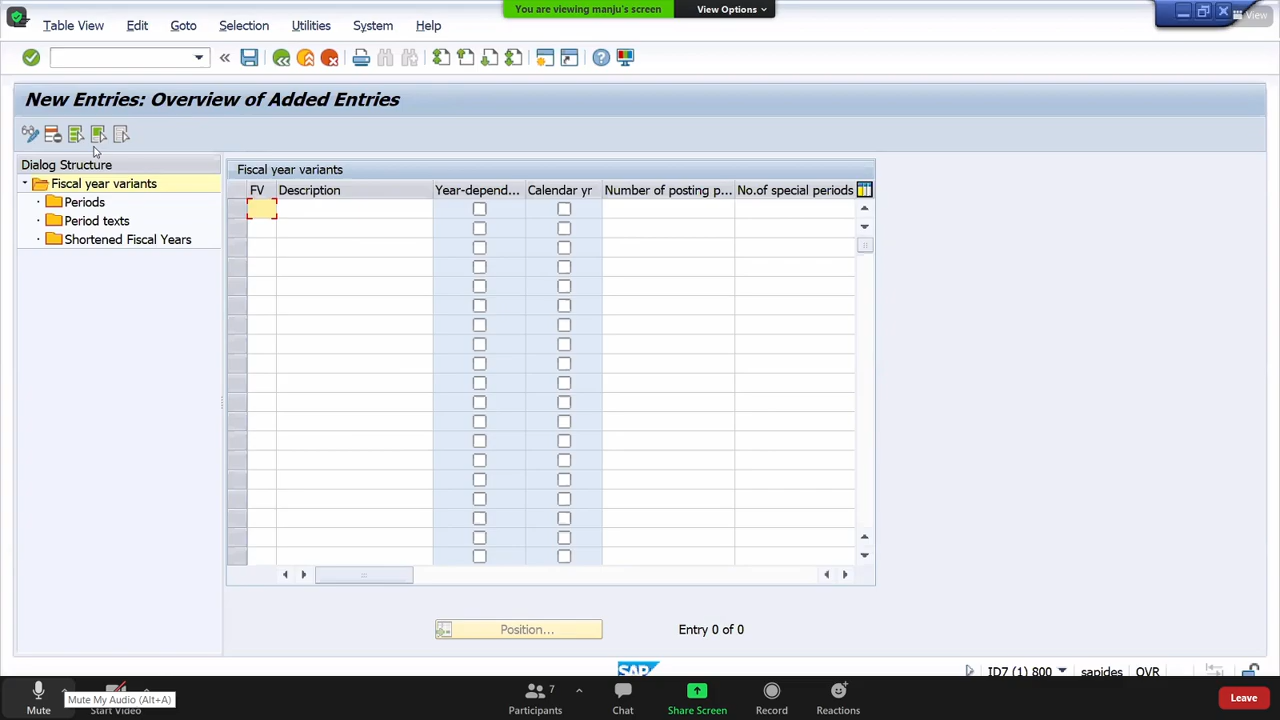 You are viewing manju's screen
View Options
View
Table View
Edit
Goto
Selection
Utilities
System
Help
New Entries: Overview of Added Entries
Dialog Structure
Fiscal year variants
Periods
Period texts
Shortened Fiscal Years
Fiscal year variants
FV
Description
Year-depend...
Calendar yr
Number of posting p...
No.of special periods
Position...
Entry 0 of 0
SAP
ID7 (1) 800
sapides
OVR
Mute
Mute My Audio (Alt+A)
Start Video
7
Participants
Chat
Share Screen
Record
Reactions
Leave